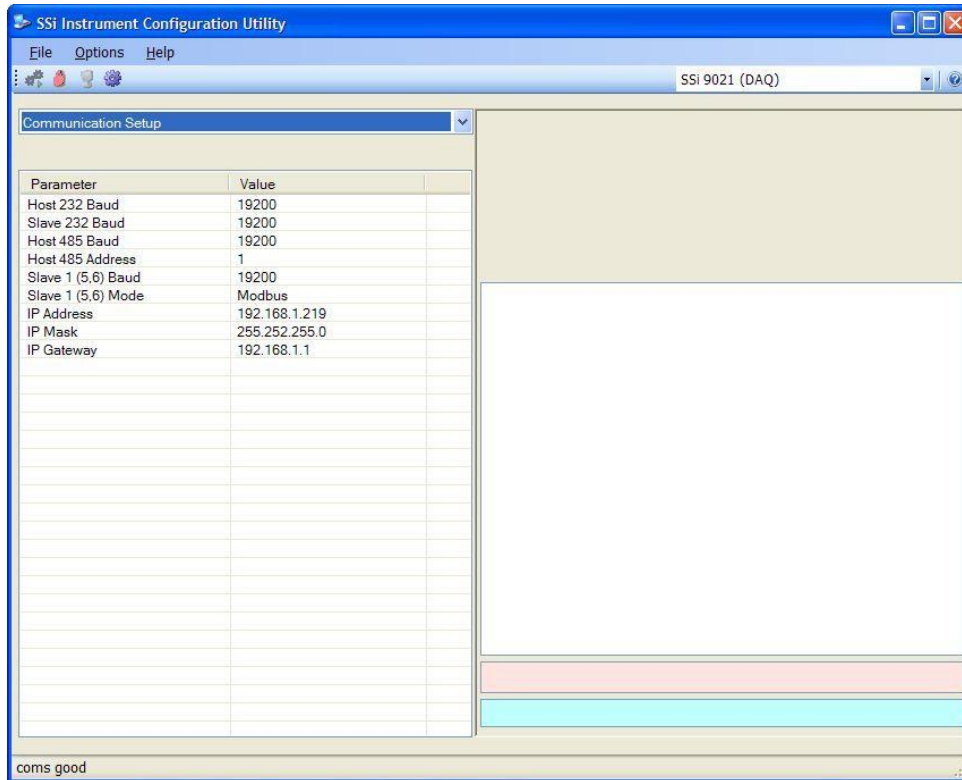 SSi Instrument Configuration Utility
File Options Help
SSi 9021 (DAQ)
Communication Setup
Parameter Value
Host 232 Baud 19200
Slave 232 Baud 19200
Host 485 Baud 19200
Host 485 Address 1
Slave 1 (5,6) Baud 19200
Slave 1 (5,6) Mode Modbus
IP Address 192.168.1.219
IP Mask 255.252.255.0
IP Gateway 192.168.1.1
coms good